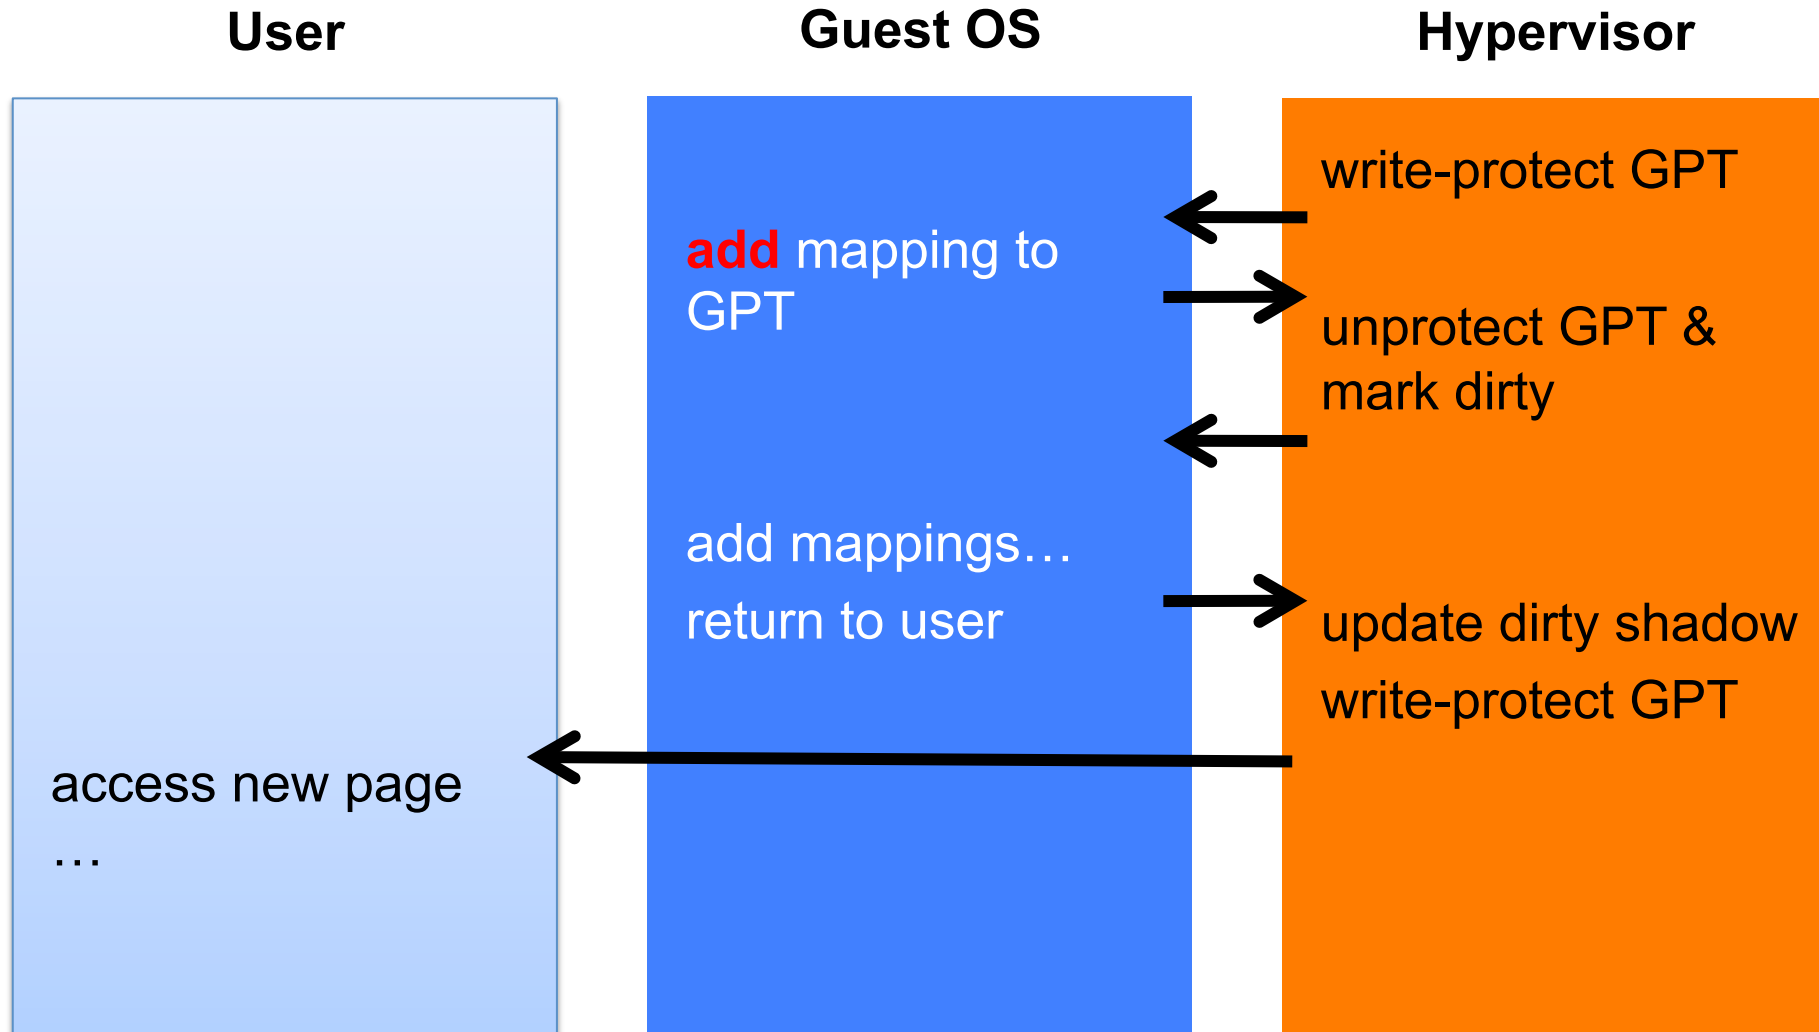 User
Guest OS
Hypervisor
write-protect GPT
add mapping to
GPT
unprotect GPT &
mark dirty
add mappings…
return to user
update dirty shadow
write-protect GPT
access new page
…